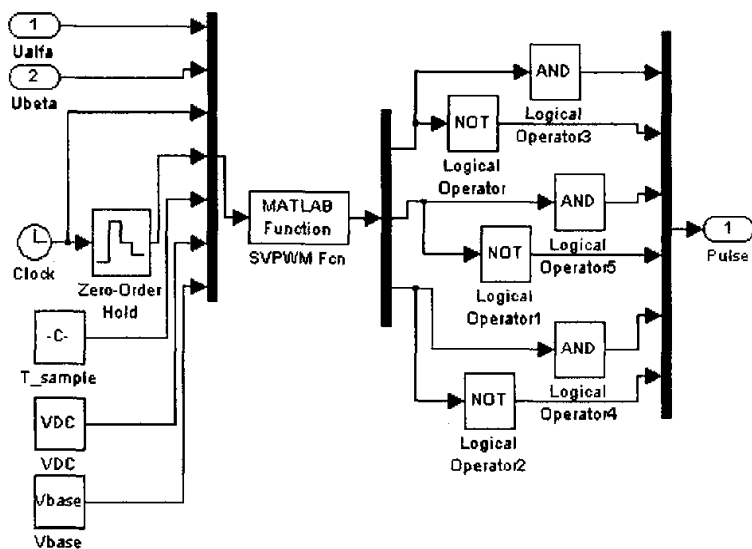 1
Ualfa
2
Ubeta
Clock
Zero-Order
Hold
-C-
T_sample
VDC
VDC
Vbase
Vbase
MATLAB
Function
SVPWM Fcn
AND
Logical
Operator3
NOT
Logical
Operator
AND
Logical
Operator5
NOT
Logical
Operator1
AND
Logical
Operator4
NOT
Logical
Operator2
1
Pulse